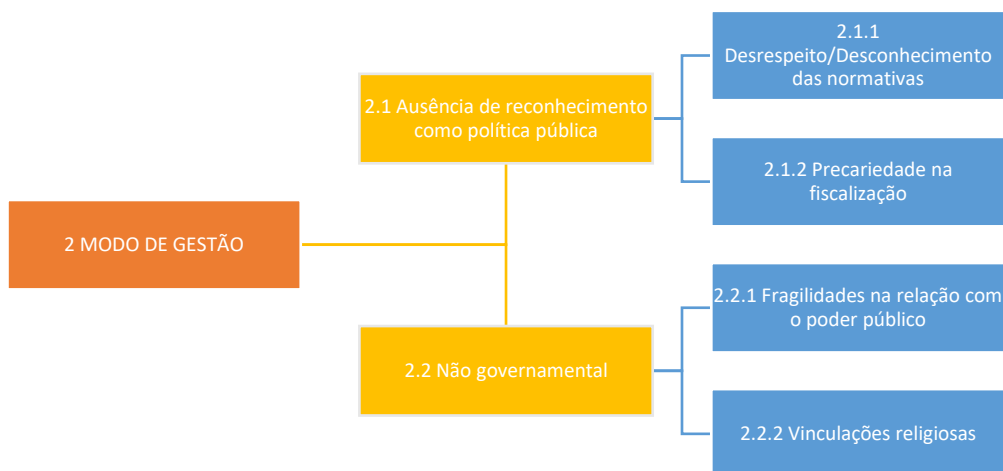 2 MODO DE GESTÃO
2.1 Ausência de reconhecimento
como política pública
2.1.1
Desrespeito/Desconhecimento
das normativas
2.1.2 Precariedade na
fiscalização
2.2 Não governamental
2.2.1 Fragilidades na relação com
o poder público
2.2.2 Vinculações religiosas